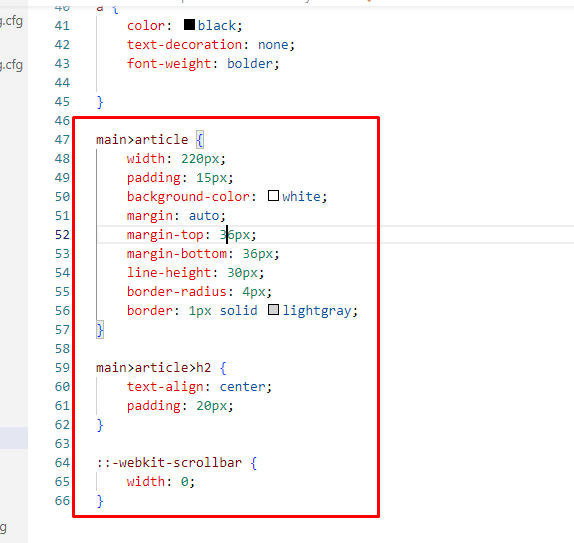 g.cfg
g.cfg
g
40 a {
41 color: black;
42 text-decoration: none;
43 font-weight: bolder;
44
45 }
46
47 main>article {
48 width: 220px;
49 padding: 15px;
50 background-color: white;
51 margin: auto;
52 margin-top: 36px;
53 margin-bottom: 36px;
54 line-height: 30px;
55 border-radius: 4px;
56 border: 1px solid lightgray;
57 }
58
59 main>article>h2 {
60 text-align: center;
61 padding: 20px;
62 }
63
64 ::-webkit-scrollbar {
65 width: 0;
66 }